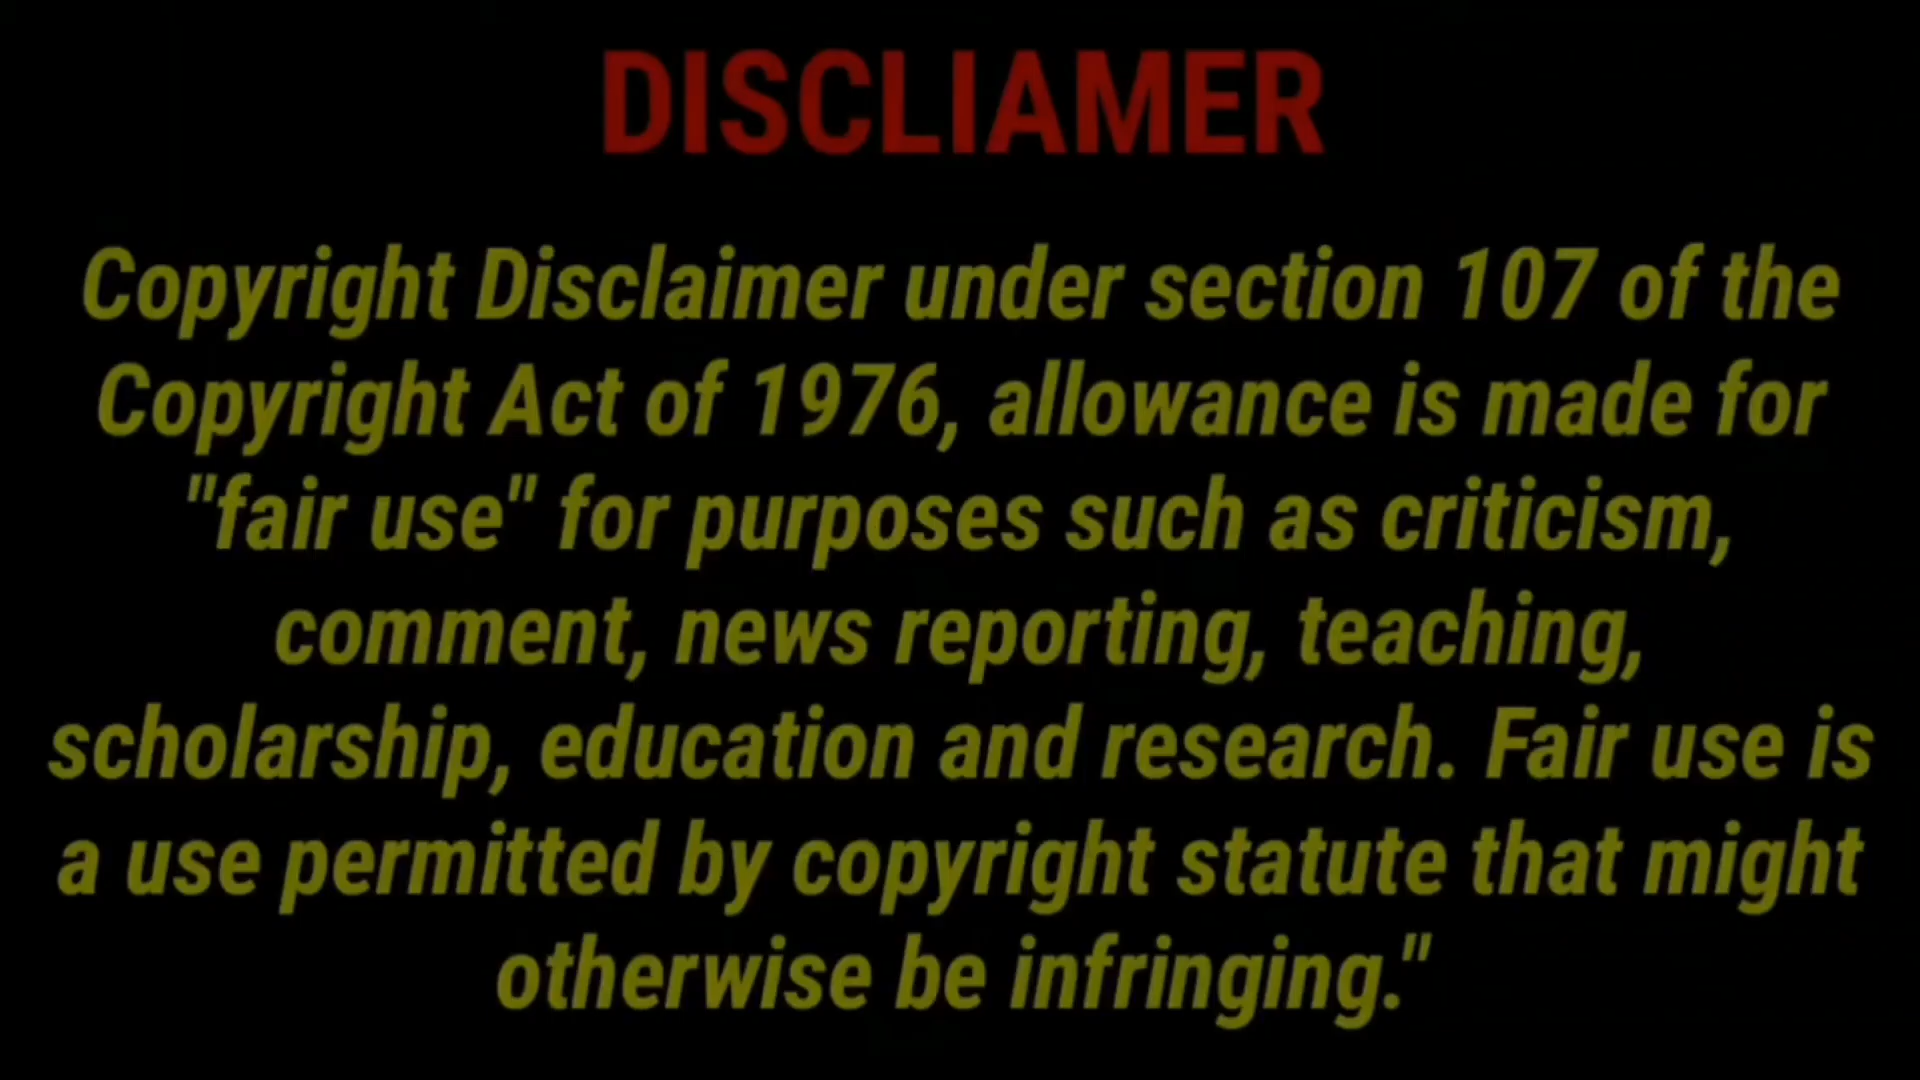 DISCLIAMER
Copyright Disclaimer under section 107 of the
Copyright Act of 1976, allowance is made for
"fair use" for purposes such as criticism,
comment, news reporting, teaching,
scholarship, education and research. Fair use is
a use permitted by copyright statute that might
otherwise be infringing."